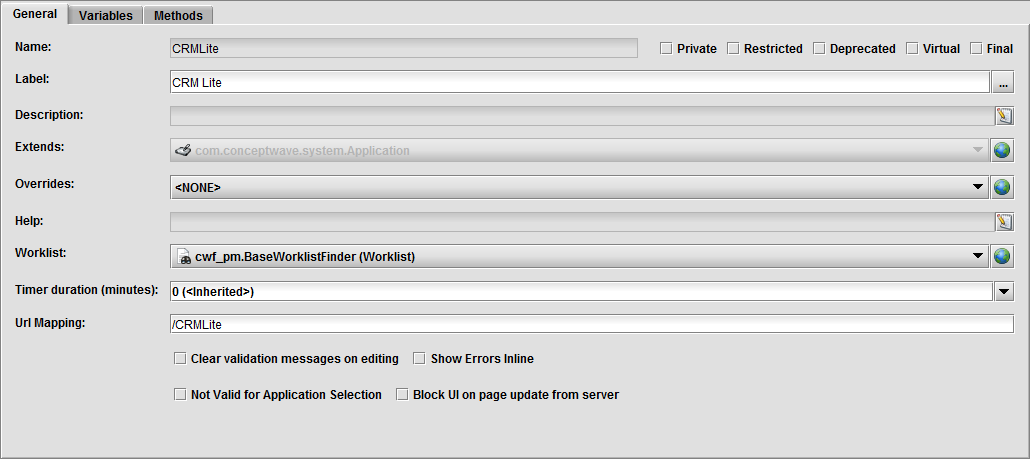 General Variables Methods
Name: CRMLite Private Restricted Deprecated Virtual Final
Label: CRM Lite ...
Description:
Extends: com.conceptwave.system.Application
Overrides: <NONE>
Help:
Worklist: cwf_pm.BaseWorklistFinder (Worklist)
Timer duration (minutes): 0 (<Inherited>)
Url Mapping: /CRMLite
Clear validation messages on editing Show Errors Inline
Not Valid for Application Selection Block UI on page update from server